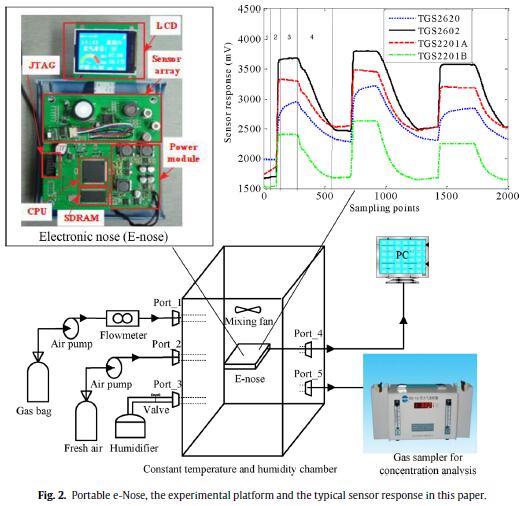 LCD
JTAG
Sensor
array
Power
module
CPU
SDRAM
Electronic nose (E-nose)
4500
4000
3500
3000
2500
2000
1500
Sensor response (mV)
1
2
3
4
TGS2620
TGS2602
TGS2201A
TGS2201B
0
500
1000
1500
2000
Sampling points
PC
Port_1
Port_2
Port_3
Port_4
Port_5
Mixing fan
E-nose
Flowmeter
Air pump
Gas bag
Air pump
Valve
Fresh air
Humidifier
Gas sampler for
concentration analysis
Constant temperature and humidity chamber
Fig. 2. Portable e-Nose, the experimental platform and the typical sensor response in this paper.